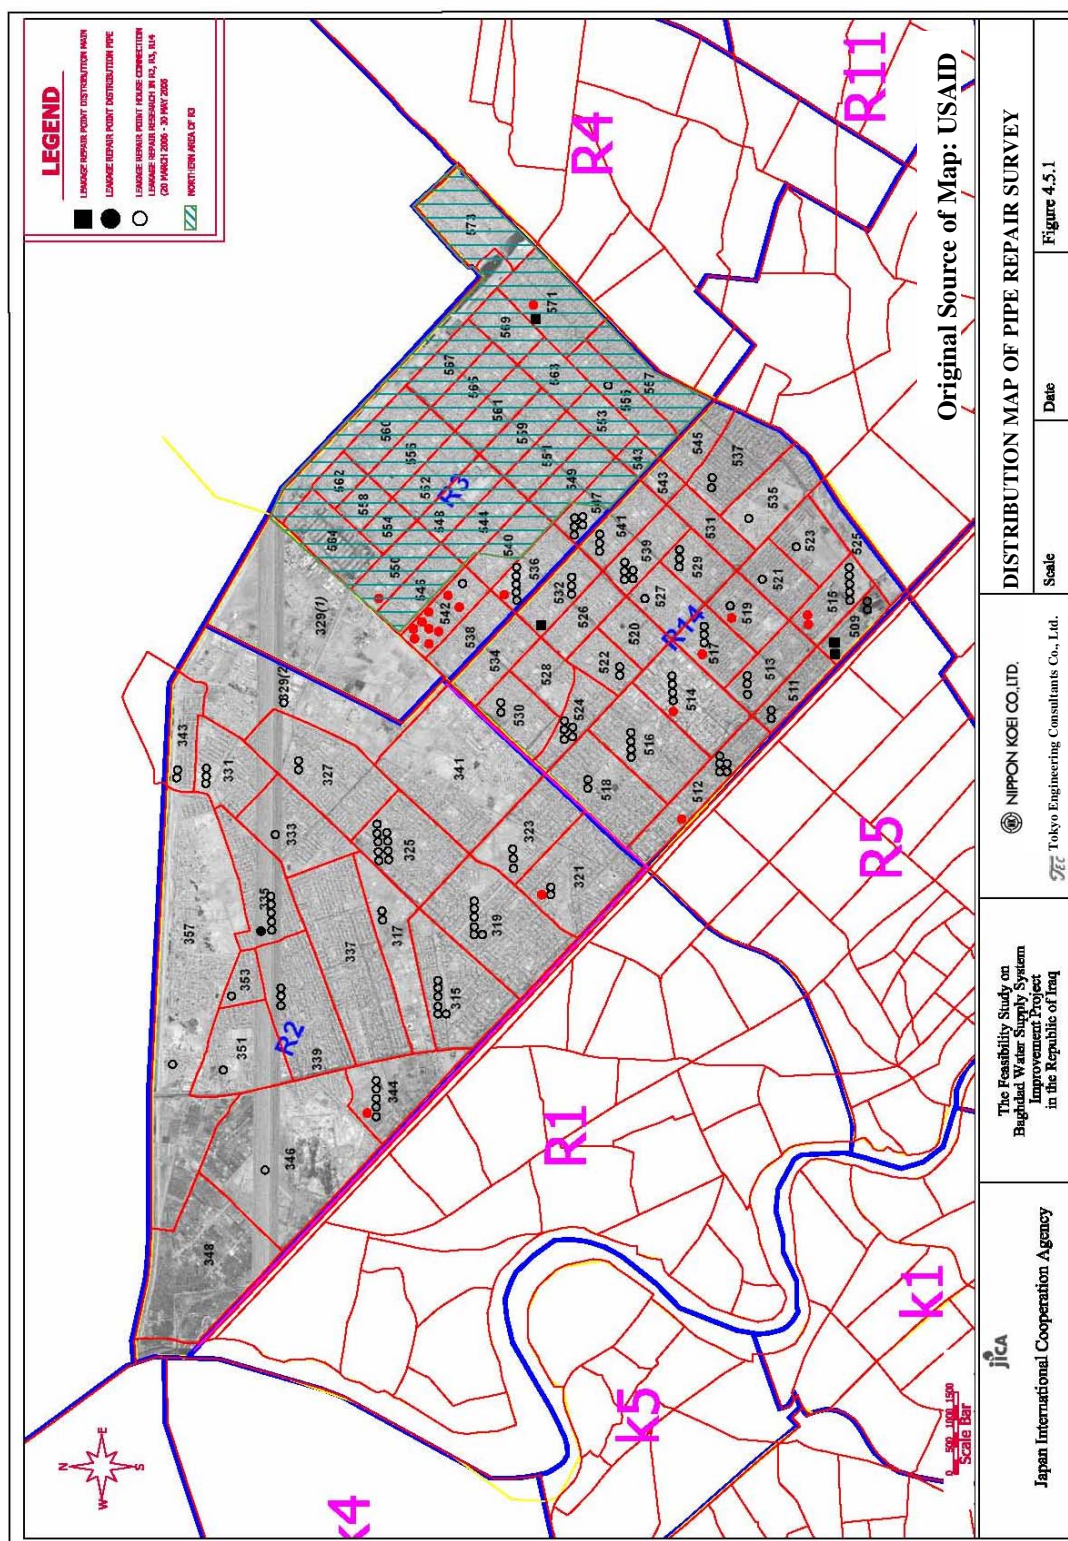 LEGEND
LEAKAGE REPAIR POINT DISTRIBUTION MAIN
LEAKAGE REPAIR POINT DISTRIBUTION PIPE
LEAKAGE REPAIR POINT HOUSE CONNECTION
LEAKAGE REPAIR RESEARCH IN R2, R3, R14
(20 MARCH 2006 - 30 MAY 2006
NORTHERN AREA OF R3
N
W
E
S
R4
R11
R3
R14
R2
R5
R1
k1
k5
k4
573
571
569
567
565
563
561
560
559
557
562
558
554
552
553
551
549
548
547
544
543
564
550
546
540
542
538
536
534
532
530
528
526
524
522
520
518
516
514
512
545
543
541
539
537
535
531
529
527
525
523
521
519
517
515
513
511
509
329(1)
343
331
327
333
341
325
323
321
319
317
315
357
335
337
353
351
339
344
346
348
0 500 1000 1500
Scale Bar
Original Source of Map: USAID
Japan International Cooperation Agency
jica
The Feasibility Study on
Baghdad Water Supply System
Improvement Project
in the Republic of Iraq
NIPPON KOEI CO.,LTD.
TEC Tokyo Engineering Consultants Co., Ltd.
DISTRIBUTION MAP OF PIPE REPAIR SURVEY
Scale
Date
Figure 4.5.1